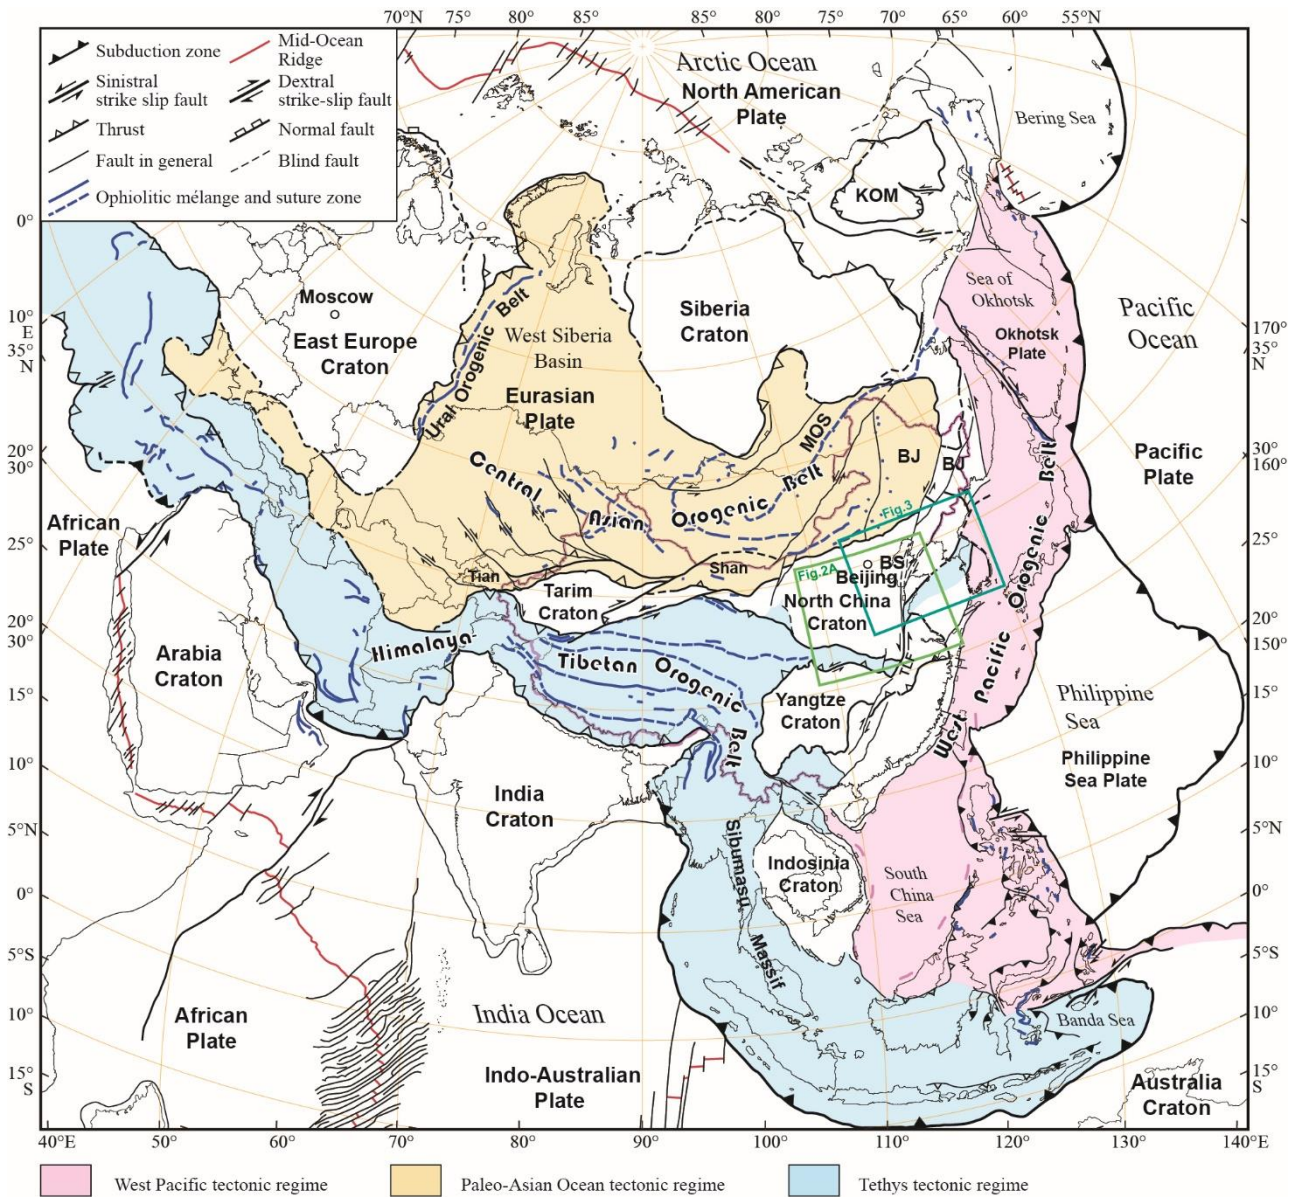 70°N 75° 80° 85° 85° 80° 75° 70° 65° 60° 55°N
Subduction zone
Mid-Ocean
Ridge
Sinistral
strike slip fault
Dextral
strike-slip fault
Thrust
Normal fault
Fault in general
Blind fault
Ophiolitic mélange and suture zone
Arctic Ocean
North American
Plate
Bering Sea
KOM
0°
10°
E
35°
N
20°
30°
25°
20°
30°
15°
10°
5°N
0°
5°S
10°
15°
S
Moscow
East Europe
Craton
Ural Orogenic Belt
West Siberia
Basin
Eurasian
Plate
Siberia
Craton
Sea of
Okhotsk
Okhotsk
Plate
Pacific
Ocean
170°
35°
N
Pacific
Plate
30°
160°
25°
20°
150°
15°
10°
5°N
0°
5°S
10°
15°
S
Central Asian Orogenic Belt
MOS
BJ
BJ
Fig.3
Fig.2A
BS
Beijing
North China
Craton
TLF
Tian
Shan
Tarim
Craton
African
Plate
Arabia
Craton
Himalaya-
Tibetan Orogenic Belt
Yangtze
Craton
West Pacific Orogenic Belt
Philippine
Sea
Philippine
Sea Plate
India
Craton
Sibumasu Massif
Indosinia
Craton
South
China
Sea
African
Plate
India Ocean
Indo-Australian
Plate
Banda Sea
Australia
Craton
40°E 50° 60° 70° 80° 90° 100° 110° 120° 130° 140°E
West Pacific tectonic regime
Paleo-Asian Ocean tectonic regime
Tethys tectonic regime